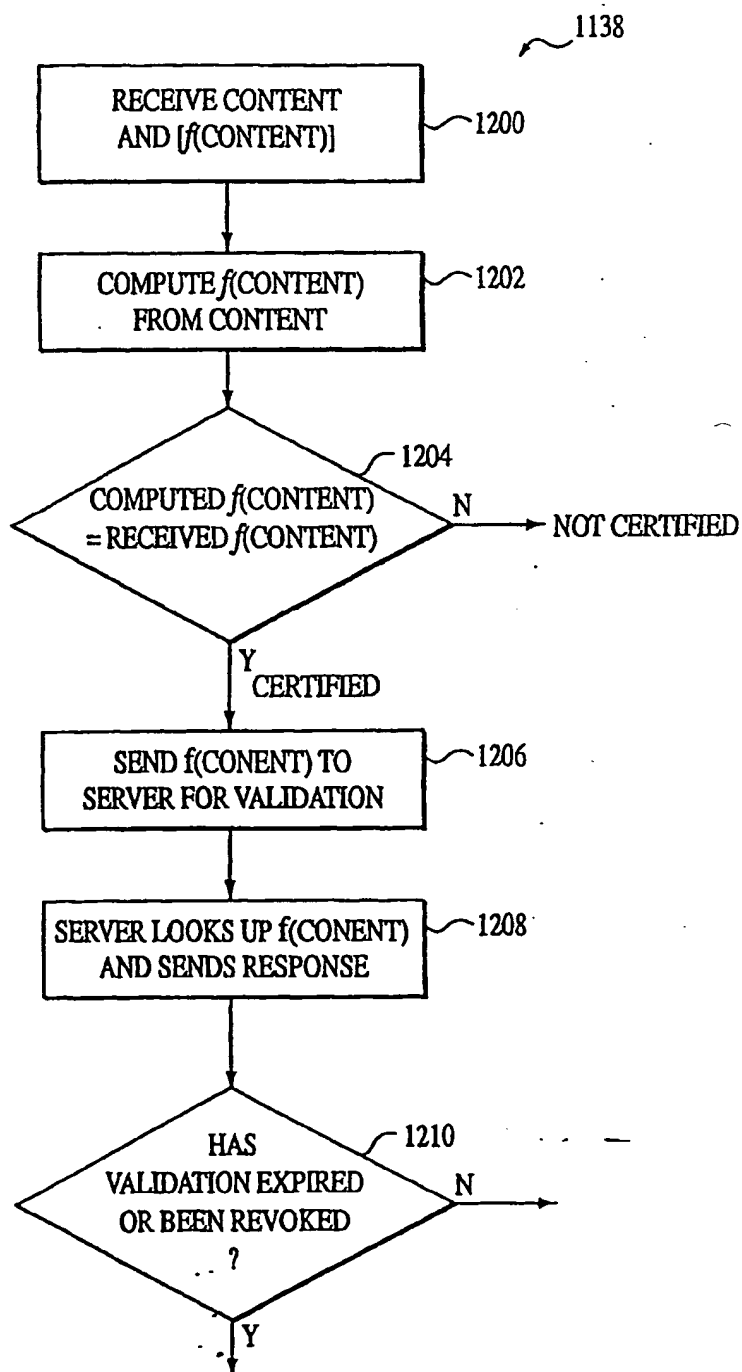 1138
RECEIVE CONTENT
AND [f(CONTENT)]
1200
COMPUTE f(CONTENT)
FROM CONTENT
1202
1204
COMPUTED f(CONTENT)
= RECEIVED f(CONTENT)
N
NOT CERTIFIED
Y
CERTIFIED
SEND f(CONENT) TO
SERVER FOR VALIDATION
1206
SERVER LOOKS UP f(CONENT)
AND SENDS RESPONSE
1208
1210
HAS
VALIDATION EXPIRED
OR BEEN REVOKED
?
N
Y